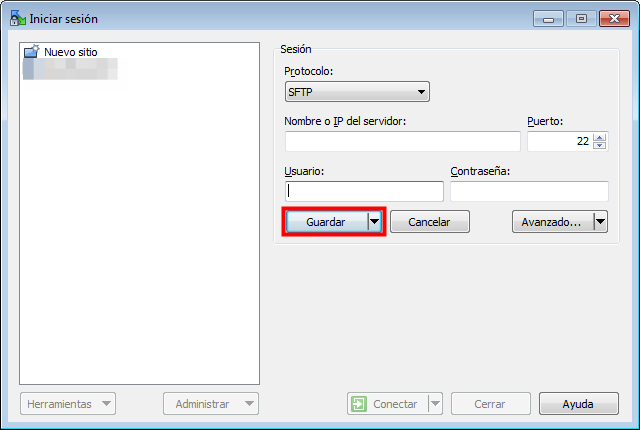 Iniciar sesión
Nuevo sitio
Sesión
Protocolo:
SFTP
Nombre o IP del servidor:
Puerto:
22
Usuario:
Contraseña:
Guardar
Cancelar
Avanzado...
Herramientas
Administrar
Conectar
Cerrar
Ayuda